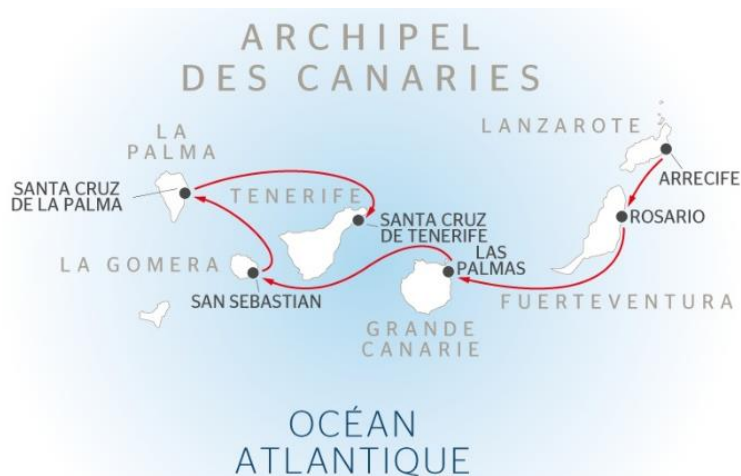 ARCHIPEL
DES CANARIES
LANZAROTE
LA
PALMA
ARRECIFE
SANTA CRUZ
DE LA PALMA
TENERIFE
SANTA CRUZ
DE TENERIFE
ROSARIO
LAS
PALMAS
LA GOMERA
SAN SEBASTIAN
FUERTEVENTURA
GRANDE
CANARIE
OCÉAN
ATLANTIQUE